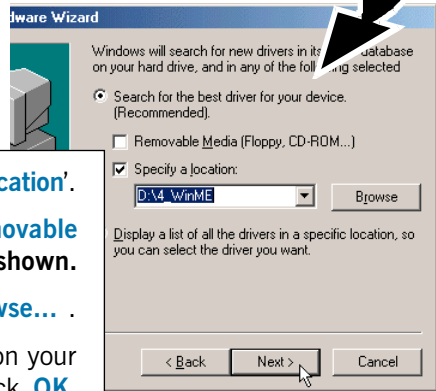 dware Wizard
Windows will search for new drivers in its database
on your hard drive, and in any of the following selected
Search for the best driver for your device.
(Recommended).
Removable Media (Floppy, CD-ROM...)
Specify a location:
D:\4_WinME
Browse
Display a list of all the drivers in a specific location, so
you can select the driver you want.
< Back Next > Cancel
cation'.
movable
shown.
wse... .
on your
ck OK